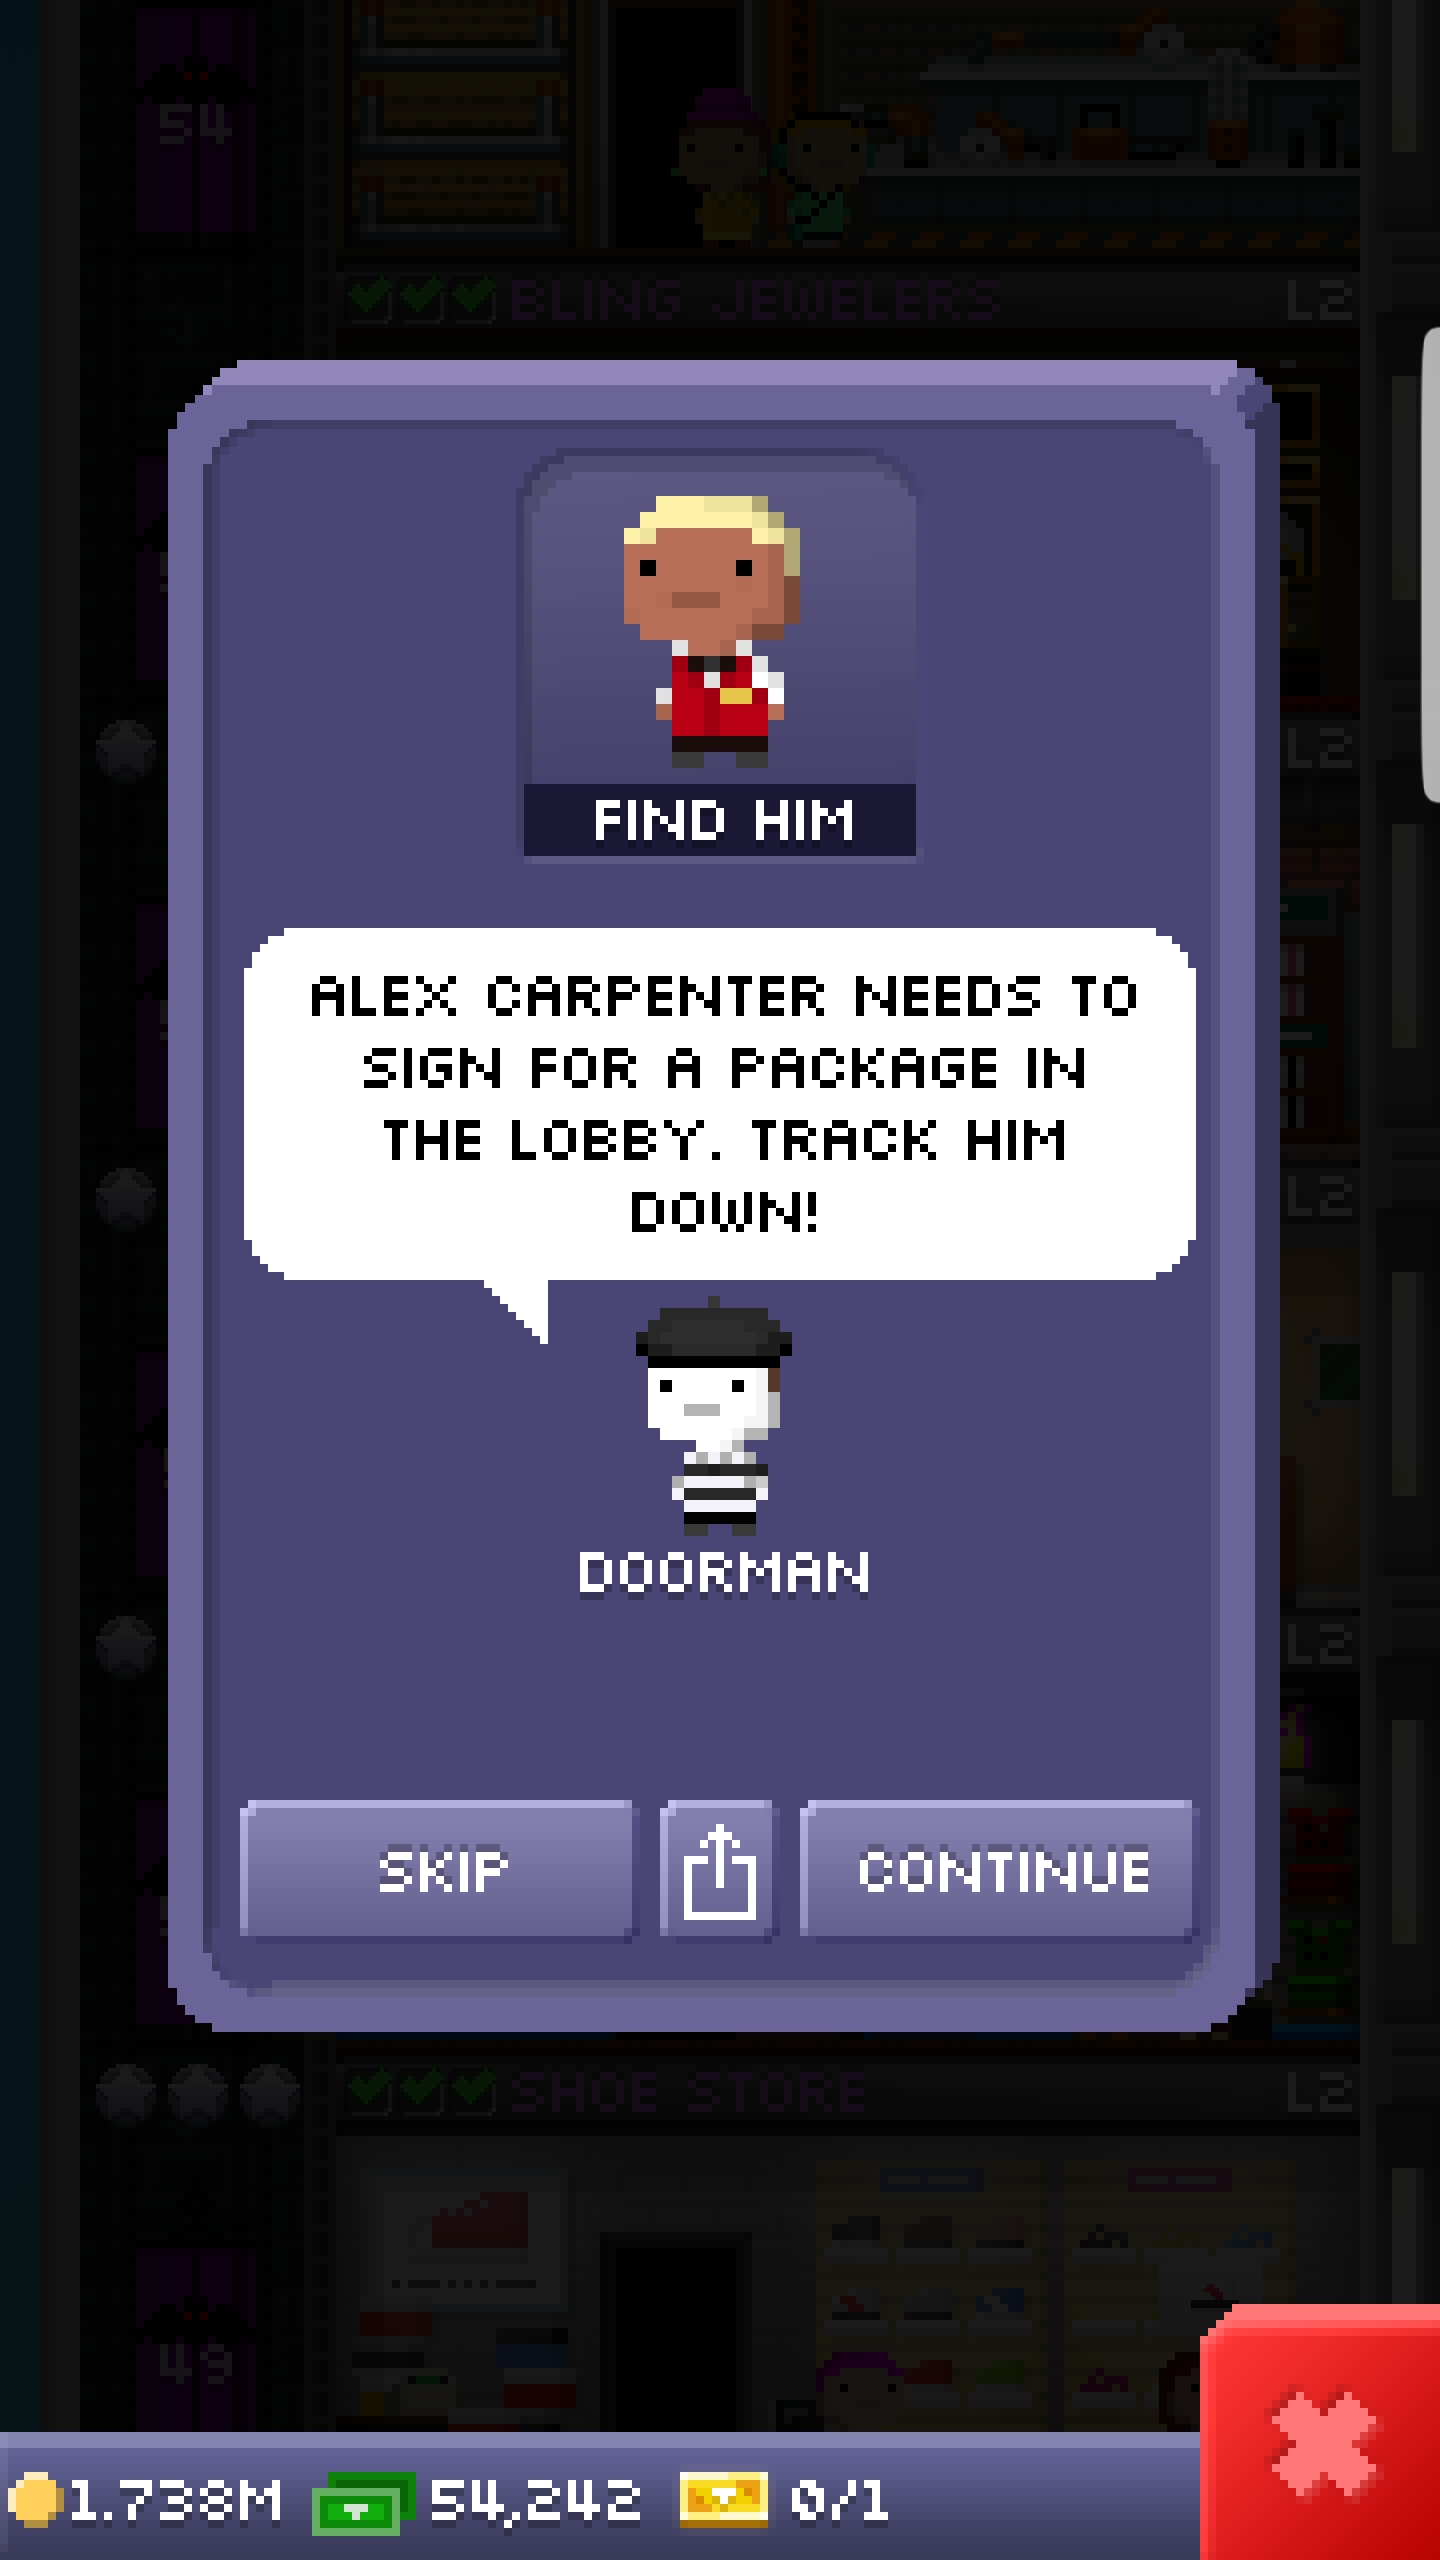 54
BLING JEWELERS L2
L2
FIND HIM
ALEX CARPENTER NEEDS TO
SIGN FOR A PACKAGE IN
THE LOBBY. TRACK HIM
DOWN!
L2
DOORMAN
L2
SKIP
CONTINUE
SHOE STORE L2
49
1.738M 54,242 0/1